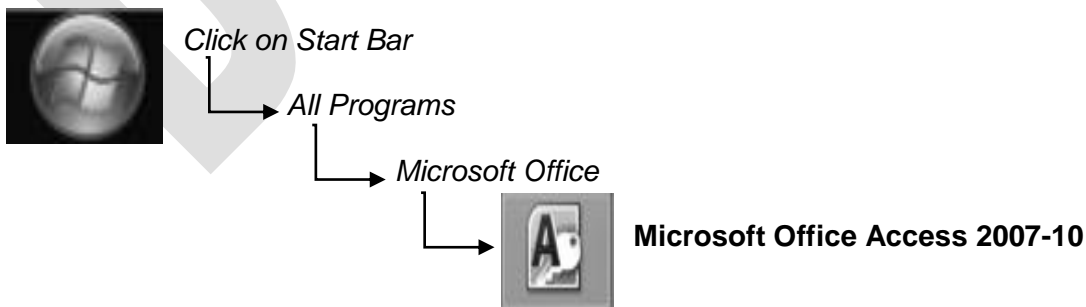 Click on Start Bar
All Programs
Microsoft Office
A
Microsoft Office Access 2007-10